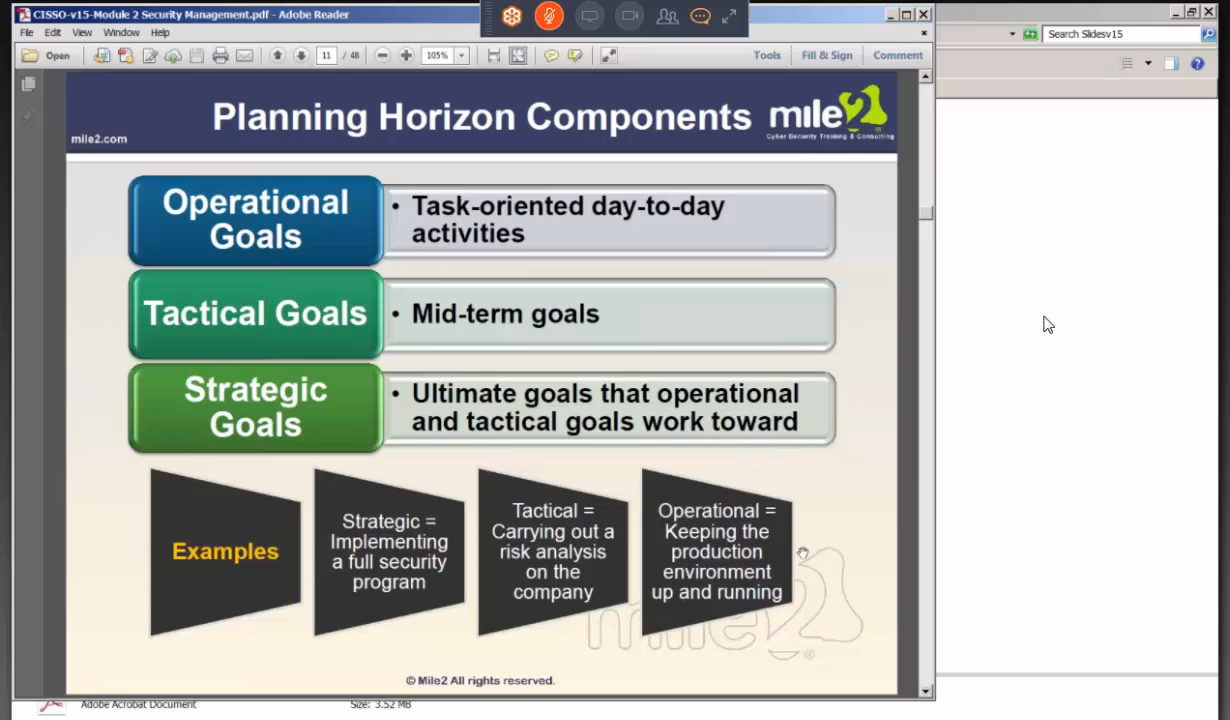 CISSO-v15-Module 2 Security Management.pdf - Adobe Reader
File Edit View Window Help
Open 11 / 48 105% Tools Fill & Sign Comment
Search Slidesv15
Planning Horizon Components
mile2
Cyber Security Training & Consulting
mile2.com
Operational Goals
• Task-oriented day-to-day
activities
Tactical Goals
• Mid-term goals
Strategic Goals
• Ultimate goals that operational
and tactical goals work toward
Examples
Strategic =
Implementing
a full security
program
Tactical =
Carrying out a
risk analysis
on the
company
Operational =
Keeping the
production
environment
up and running
mile2
© Mile2 All rights reserved.
Adobe Acrobat Document Size: 3.52 MB